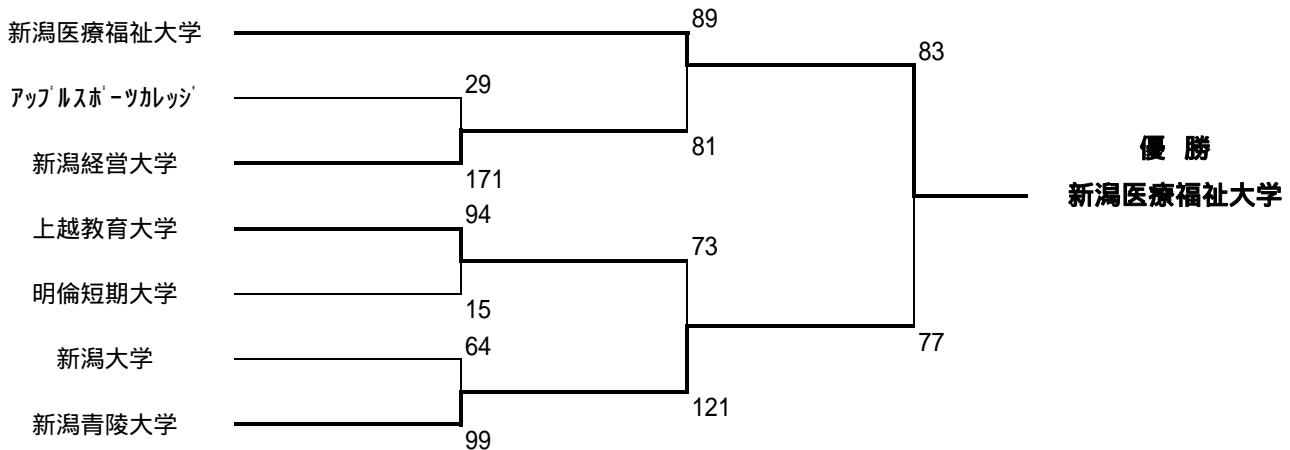 新潟医療福祉大学
89
83
ｱｯﾌﾟﾙｽﾎﾟｰﾂｶﾚｯｼﾞ
29
新潟経営大学
171
81
優 勝
新潟医療福祉大学
上越教育大学
94
73
明倫短期大学
15
新潟大学
64
77
新潟青陵大学
99
121